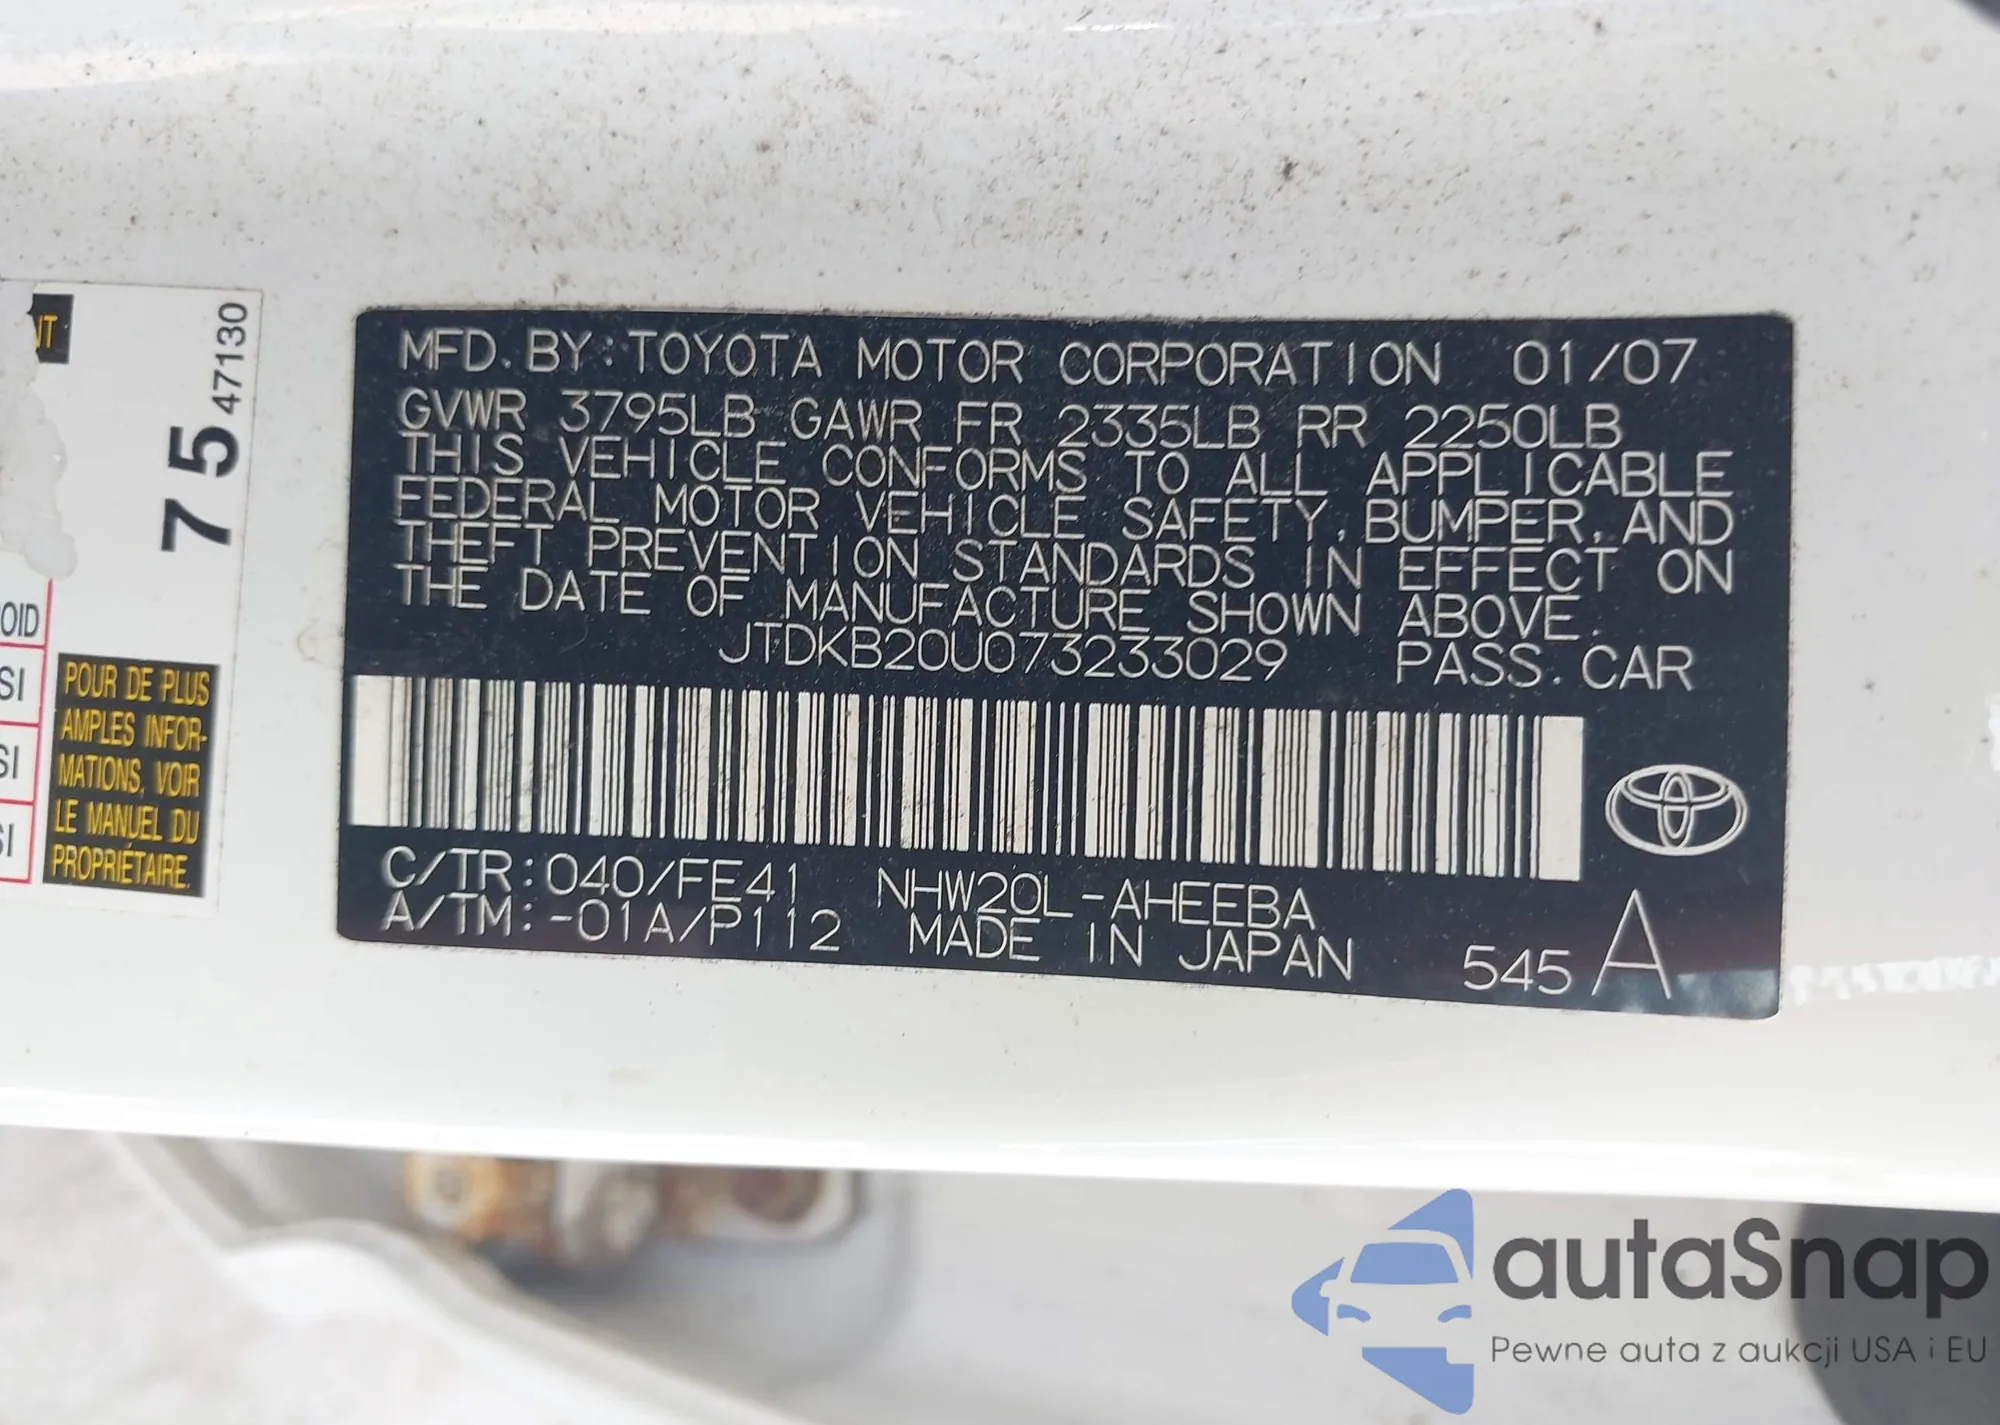 MFD. BY: TOYOTA MOTOR CORPORATION 01/07
GVWR 3795LB GAWR FR 2335LB RR 2250LB
THIS VEHICLE CONFORMS TO ALL APPLICABLE
FEDERAL MOTOR VEHICLE SAFETY, BUMPER, AND
THEFT PREVENTION STANDARDS IN EFFECT ON
THE DATE OF MANUFACTURE SHOWN ABOVE.
JTDKB20U073233029 PASS. CAR
C/TR: 040/FE41 NHW20L-AHEEBA
A/TM: -01A/P112 MADE IN JAPAN 545 A
75 47130
POUR DE PLUS
AMPLES INFOR-
MATIONS, VOIR
LE MANUEL DU
PROPRIÉTAIRE.
autaSnap
Pewne auta z aukcji USA i EU